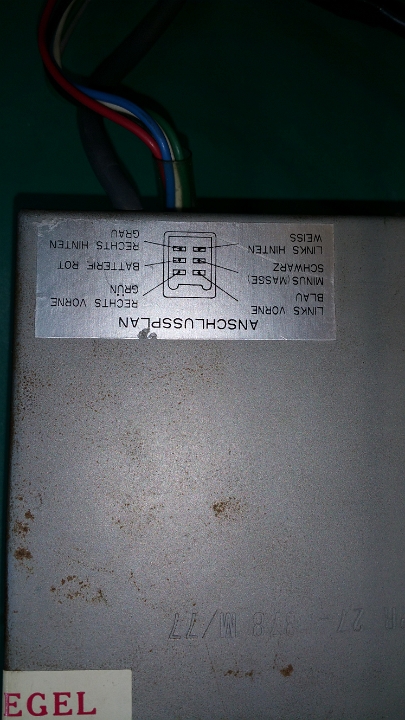 ANSCHLUSSPLAN
LINKS VORNE
BLAU
MINUS(MASSE)
SCHWARZ
LINKS HINTEN
WEISS
RECHTS VORNE
GRÜN
BATTERIE ROT
RECHTS HINTEN
GRAU
M/77
EGEL